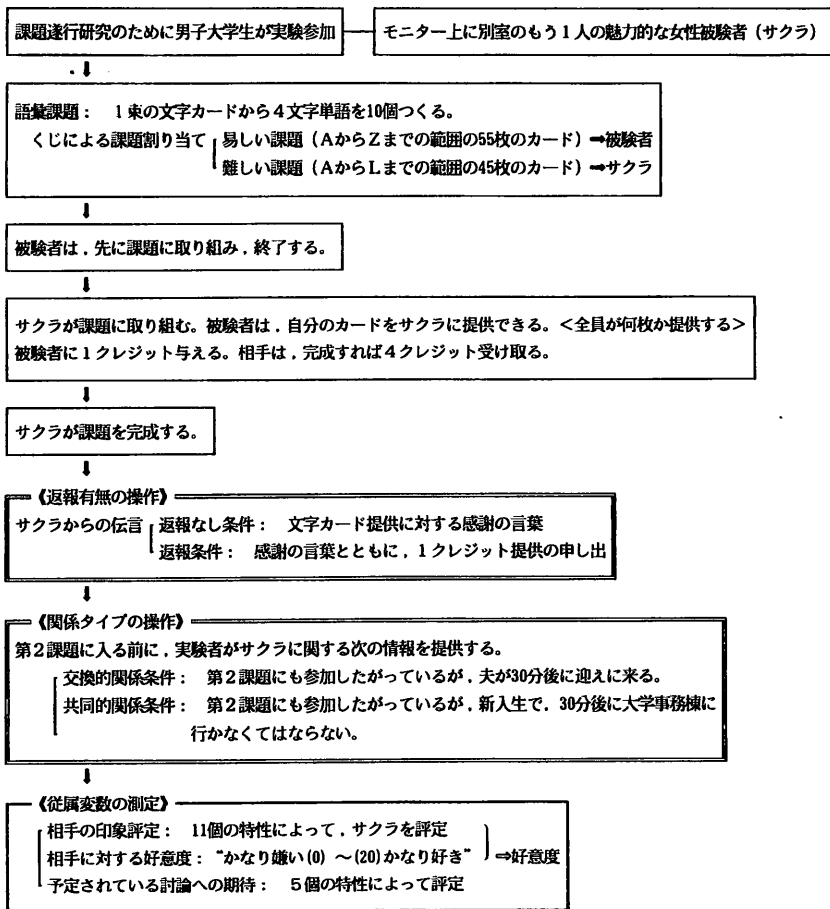 課題遂行研究のために男子大学生が実験参加
モニター上に別室のもう1人の魅力的な女性被験者（サクラ）
語彙課題： 1束の文字カードから4文字単語を10個つくる。
くじによる課題割り当て
易しい課題（AからZまでの範囲の55枚のカード）➡被験者
難しい課題（AからLまでの範囲の45枚のカード）➡サクラ
被験者は，先に課題に取り組み，終了する。
サクラが課題に取り組む。被験者は，自分のカードをサクラに提供できる。＜全員が何枚か提供する＞
被験者に1クレジット与える。相手は，完成すれば4クレジット受け取る。
サクラが課題を完成する。
《返報有無の操作》
サクラからの伝言
返報なし条件： 文字カード提供に対する感謝の言葉
返報条件： 感謝の言葉とともに，1クレジット提供の申し出
《関係タイプの操作》
第2課題に入る前に，実験者がサクラに関する次の情報を提供する。
交換的関係条件： 第2課題にも参加したがっているが，夫が30分後に迎えに来る。
共同的関係条件： 第2課題にも参加したがっているが，新入生で，30分後に大学事務棟に
行かなくてはならない。
《従属変数の測定》
相手の印象評定： 11個の特性によって，サクラを評定
相手に対する好意度：“かなり嫌い(0) ～(20)かなり好き”
⇒好意度
予定されている討論への期待： 5個の特性によって評定